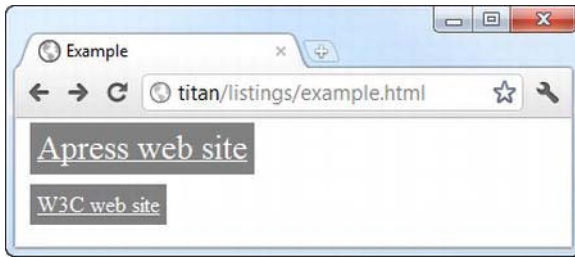 Example
titan/listings/example.html
Apress web site
W3C web site